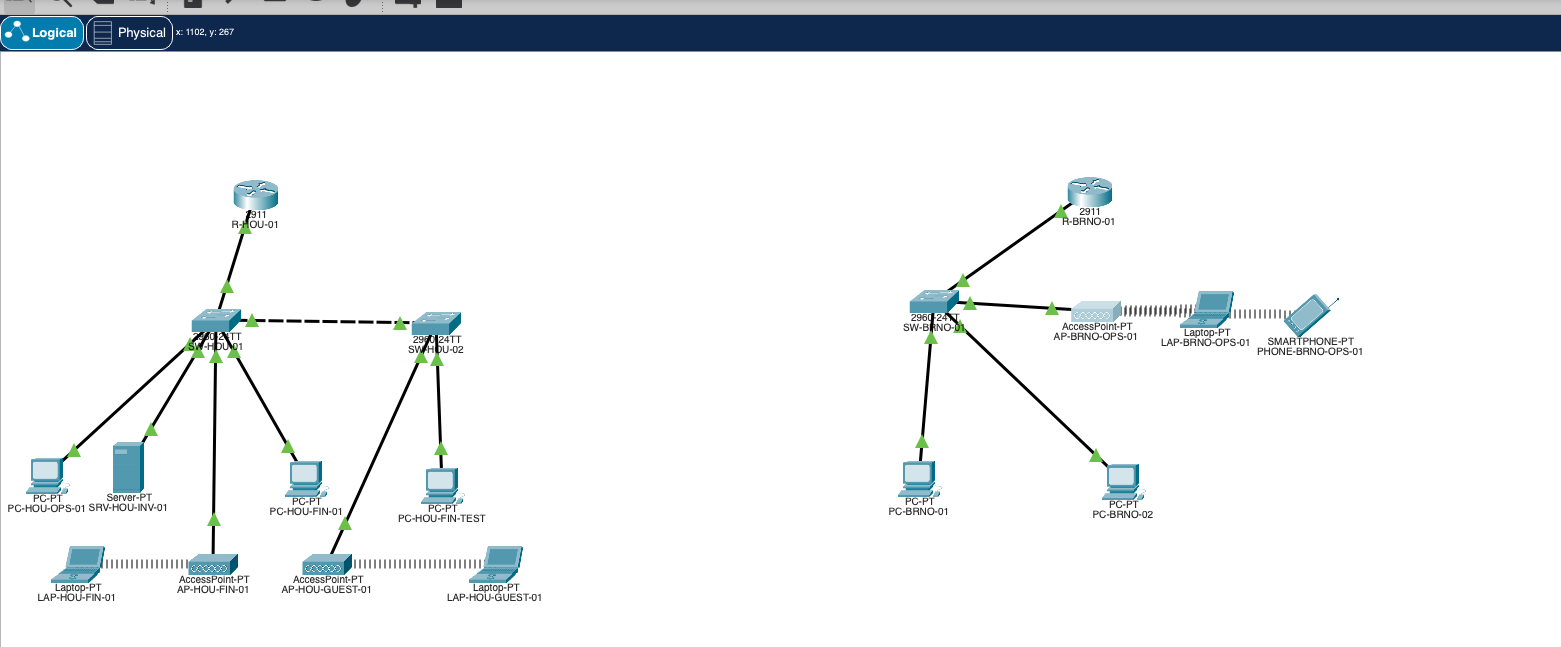 Logical
Physical
x: 1102, y: 267
2911
R-HOU-01
2911
R-BRNO-01
2960-24TT
SW-HOU-01
2960-24TT
SW-HOU-02
2960-24TT
SW-BRNO-01
AccessPoint-PT
AP-BRNO-OPS-01
Laptop-PT
LAP-BRNO-OPS-01
SMARTPHONE-PT
PHONE-BRNO-OPS-01
PC-PT
PC-HOU-OPS-01
Server-PT
SRV-HOU-INV-01
PC-PT
PC-HOU-FIN-01
PC-PT
PC-HOU-FIN-TEST
PC-PT
PC-BRNO-01
PC-PT
PC-BRNO-02
Laptop-PT
LAP-HOU-FIN-01
AccessPoint-PT
AP-HOU-FIN-01
AccessPoint-PT
AP-HOU-GUEST-01
Laptop-PT
LAP-HOU-GUEST-01